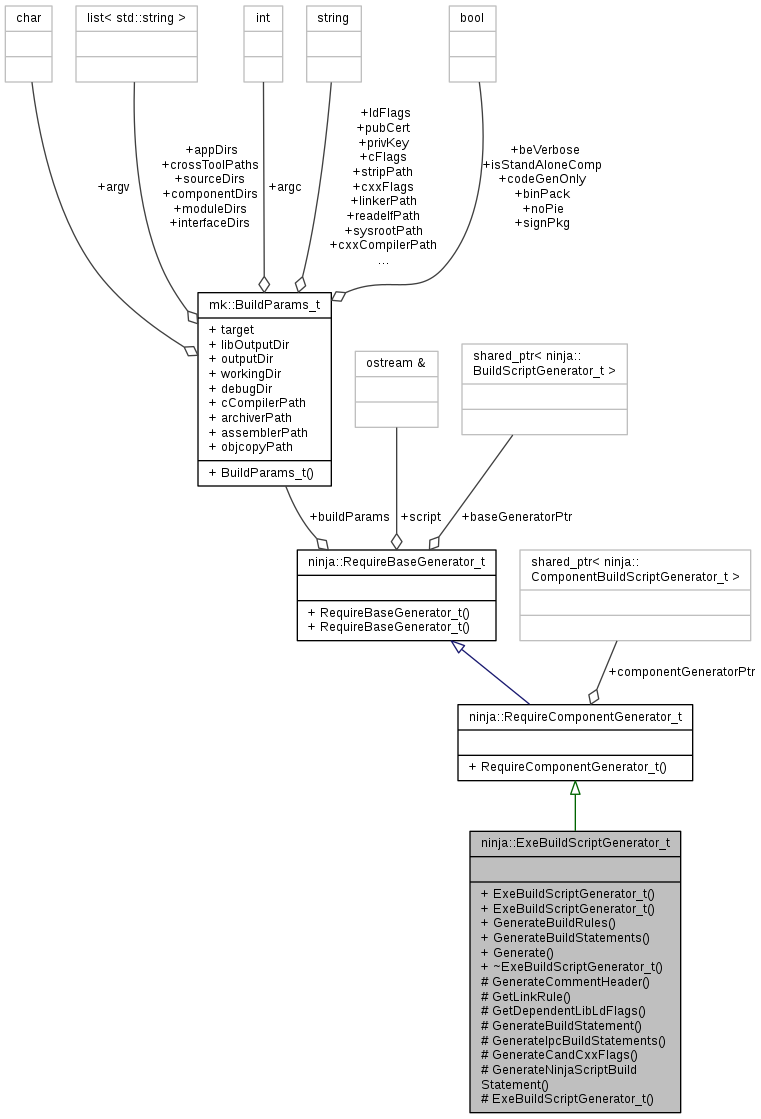 char
list< std::string >
int
string
bool
+argv
+appDirs
+crossToolPaths
+sourceDirs
+componentDirs
+moduleDirs
+interfaceDirs
+argc
+ldFlags
+pubCert
+privKey
+cFlags
+stripPath
+cxxFlags
+linkerPath
+readelfPath
+sysrootPath
+cxxCompilerPath
...
+beVerbose
+isStandAloneComp
+codeGenOnly
+binPack
+noPie
+signPkg
mk::BuildParams_t
+ target
+ libOutputDir
+ outputDir
+ workingDir
+ debugDir
+ cCompilerPath
+ archiverPath
+ assemblerPath
+ objcopyPath
+ BuildParams_t()
ostream &
shared_ptr< ninja::
BuildScriptGenerator_t >
+buildParams
+script
+baseGeneratorPtr
ninja::RequireBaseGenerator_t
+ RequireBaseGenerator_t()
+ RequireBaseGenerator_t()
shared_ptr< ninja::
ComponentBuildScriptGenerator_t >
+componentGeneratorPtr
ninja::RequireComponentGenerator_t
+ RequireComponentGenerator_t()
ninja::ExeBuildScriptGenerator_t
+ ExeBuildScriptGenerator_t()
+ ExeBuildScriptGenerator_t()
+ GenerateBuildRules()
+ GenerateBuildStatements()
+ Generate()
+ ~ExeBuildScriptGenerator_t()
# GenerateCommentHeader()
# GetLinkRule()
# GetDependentLibLdFlags()
# GenerateBuildStatement()
# GenerateIpcBuildStatements()
# GenerateCandCxxFlags()
# GenerateNinjaScriptBuild
Statement()
# ExeBuildScriptGenerator_t()